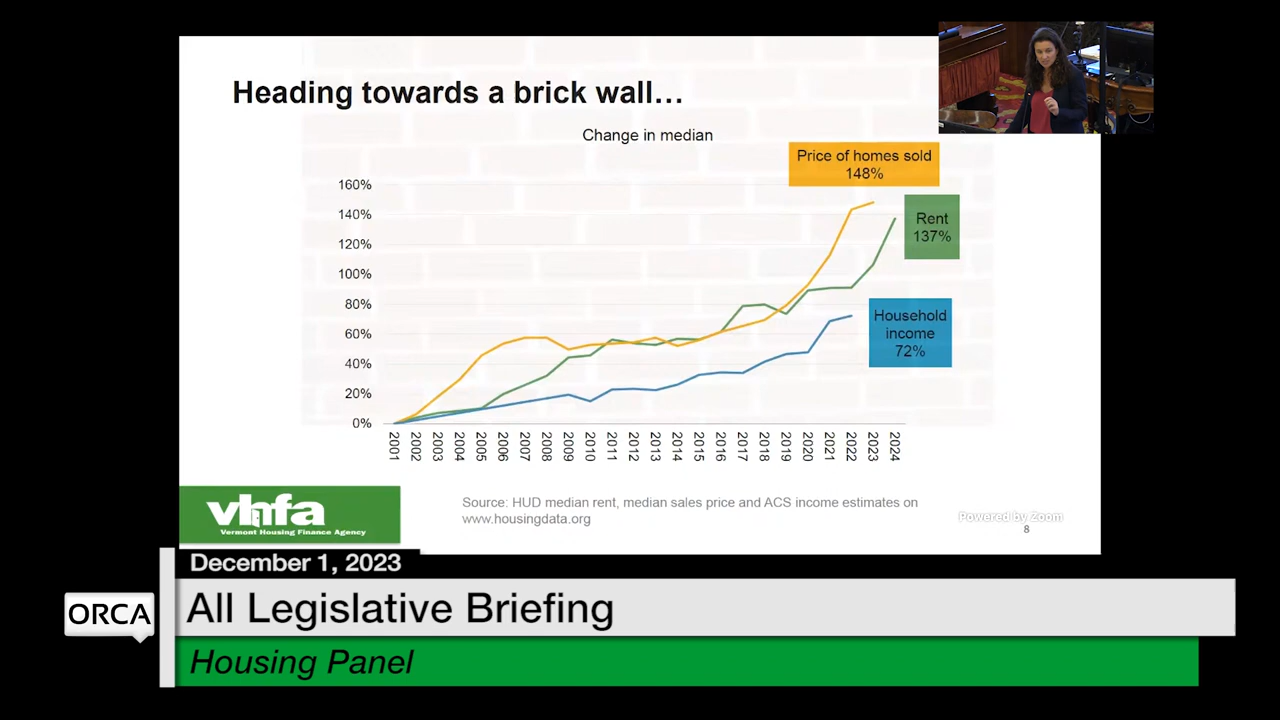 Heading towards a brick wall…
Change in median
Price of homes sold
148%
Rent
137%
Household
income
72%
160%
140%
120%
100%
80%
60%
40%
20%
0%
2001
2002
2003
2004
2005
2006
2007
2008
2009
2010
2011
2012
2013
2014
2015
2016
2017
2018
2019
2020
2021
2022
2023
2024
vhfa
Vermont Housing Finance Agency
Source: HUD median rent, median sales price and ACS income estimates on
www.housingdata.org
Powered by Zoom
8
December 1, 2023
ORCA
All Legislative Briefing
Housing Panel